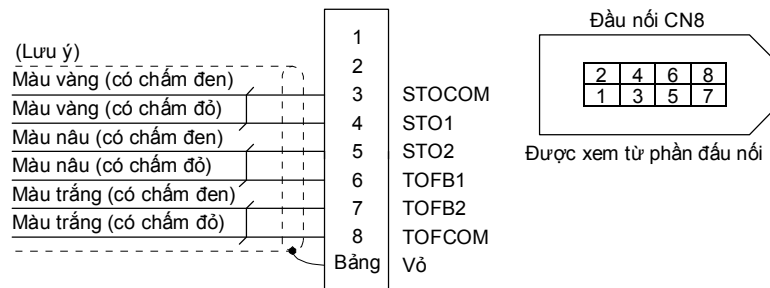 Đầu nối CN8
(Lưu ý)
1
2
Màu vàng (có chấm đen)
3 STOCOM
Màu vàng (có chấm đỏ)
4 STO1
Màu nâu (có chấm đen)
5 STO2
Màu nâu (có chấm đỏ)
6 TOFB1
Màu trắng (có chấm đen)
7 TOFB2
Màu trắng (có chấm đỏ)
8 TOFCOM
Bảng Vỏ
2 4 6 8
1 3 5 7
Được xem từ phần đấu nối